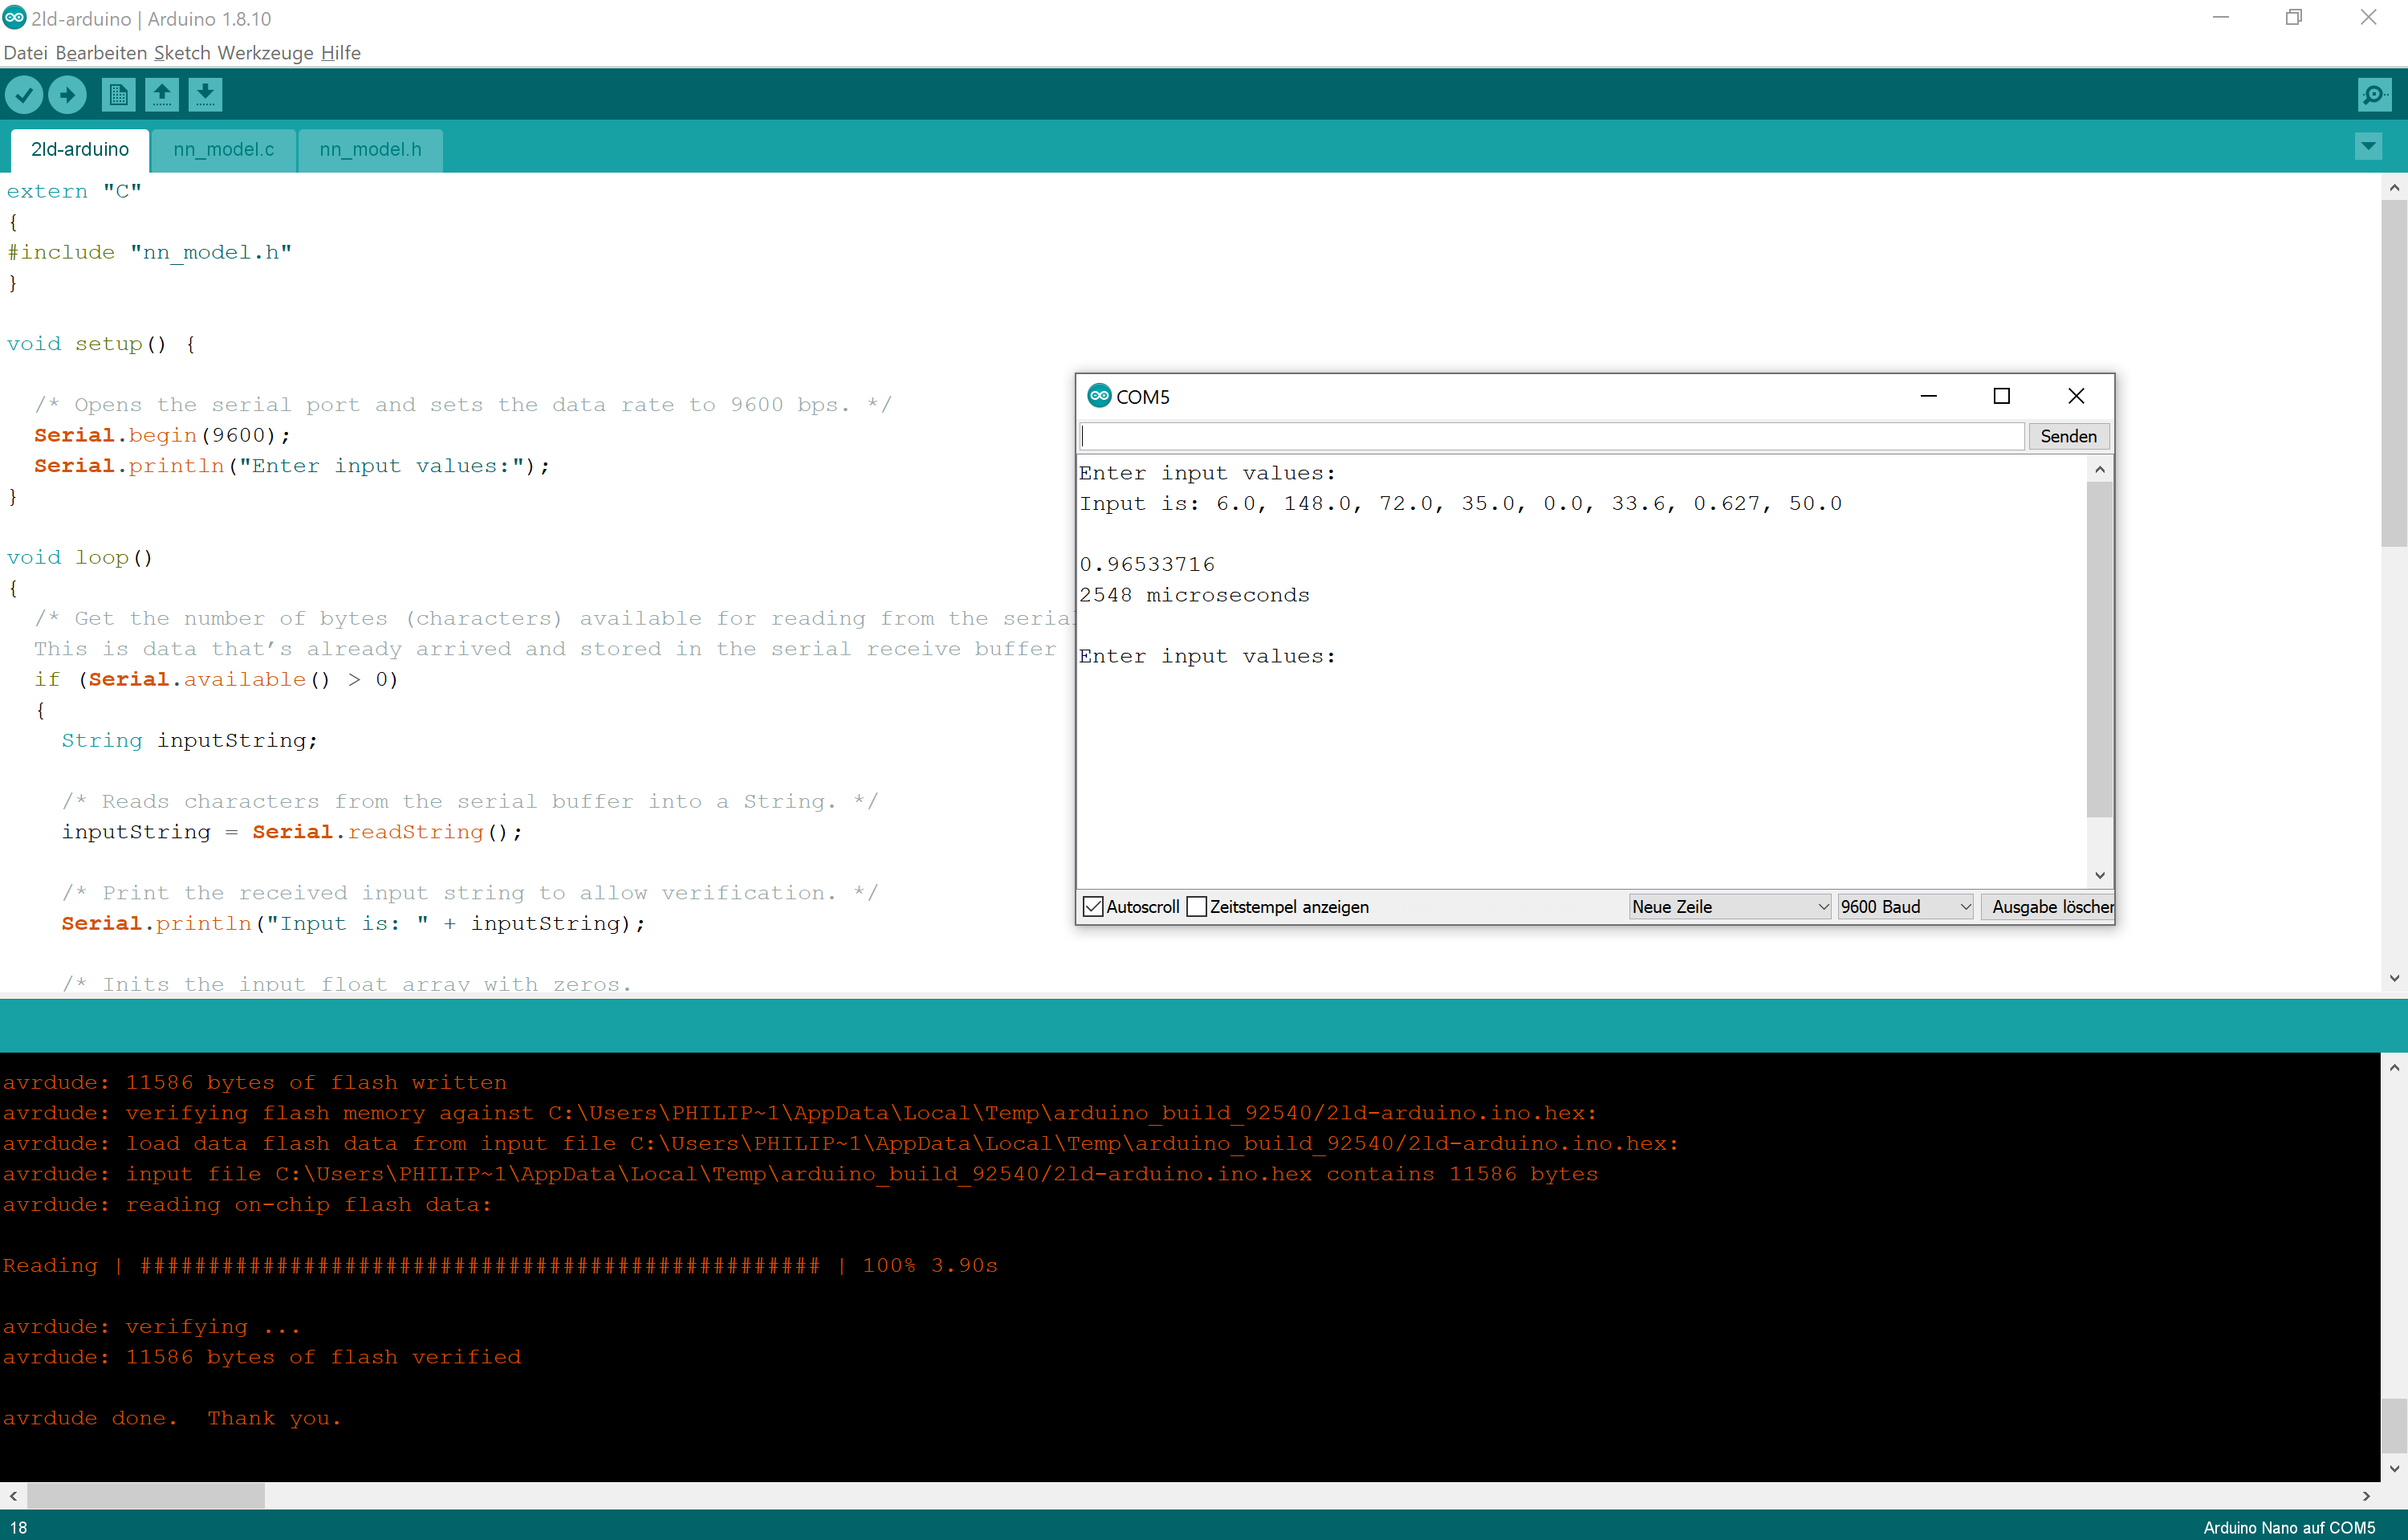 2ld-arduino | Arduino 1.8.10
Datei Bearbeiten Sketch Werkzeuge Hilfe
2ld-arduino nn_model.c nn_model.h
extern "C"
{
#include "nn_model.h"
}
void setup() {
/* Opens the serial port and sets the data rate to 9600 bps. */
Serial.begin(9600);
Serial.println("Enter input values:");
}
void loop()
{
/* Get the number of bytes (characters) available for reading from the serial
This is data that’s already arrived and stored in the serial receive buffer
if (Serial.available() > 0)
{
String inputString;
/* Reads characters from the serial buffer into a String. */
inputString = Serial.readString();
/* Print the received input string to allow verification. */
Serial.println("Input is: " + inputString);
/* Inits the input float array with zeros.
COM5
Senden
Enter input values:
Input is: 6.0, 148.0, 72.0, 35.0, 0.0, 33.6, 0.627, 50.0
0.96533716
2548 microseconds
Enter input values:
Autoscroll Zeitstempel anzeigen Neue Zeile 9600 Baud Ausgabe löschen
avrdude: 11586 bytes of flash written
avrdude: verifying flash memory against C:\Users\PHILIP~1\AppData\Local\Temp\arduino_build_92540/2ld-arduino.ino.hex:
avrdude: load data flash data from input file C:\Users\PHILIP~1\AppData\Local\Temp\arduino_build_92540/2ld-arduino.ino.hex:
avrdude: input file C:\Users\PHILIP~1\AppData\Local\Temp\arduino_build_92540/2ld-arduino.ino.hex contains 11586 bytes
avrdude: reading on-chip flash data:
Reading | ################################################## | 100% 3.90s
avrdude: verifying ...
avrdude: 11586 bytes of flash verified
avrdude done.  Thank you.
18 Arduino Nano auf COM5